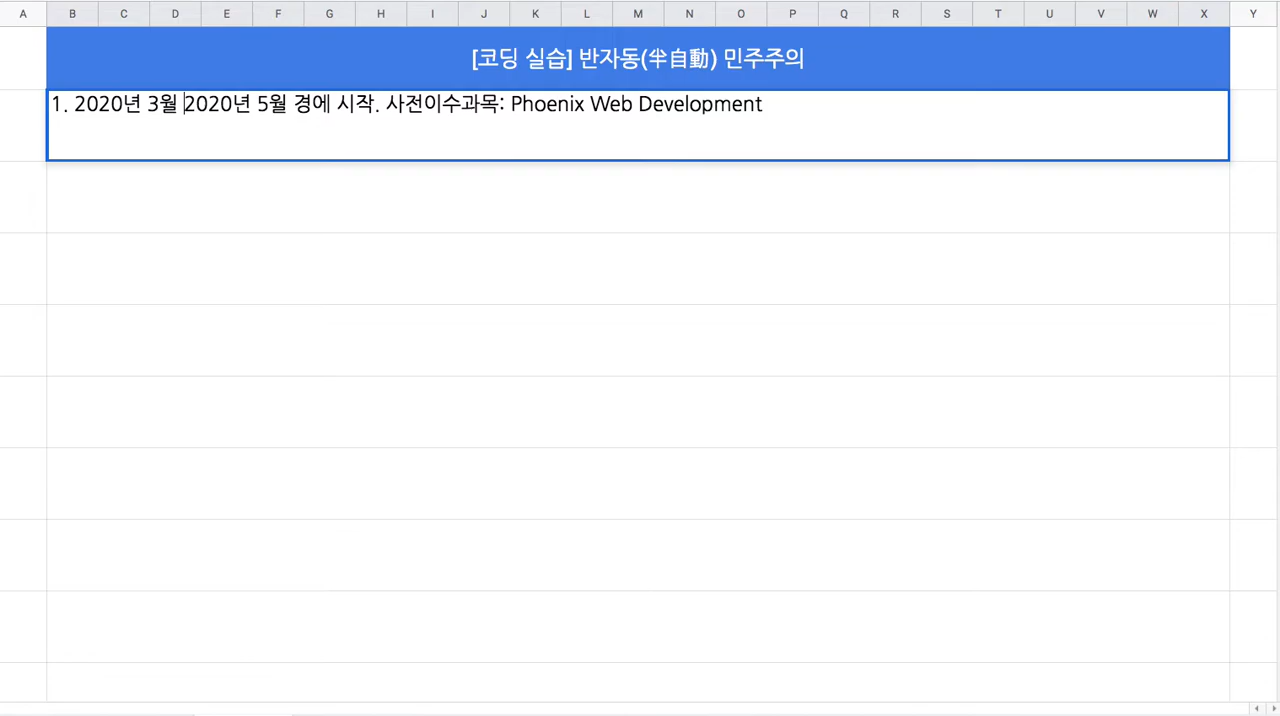 A B C D E F G H I J K L M N O P Q R S T U V W X Y
[코딩 실습] 반자동(半自動) 민주주의
1. 2020년 3월 2020년 5월 경에 시작. 사전이수과목: Phoenix Web Development